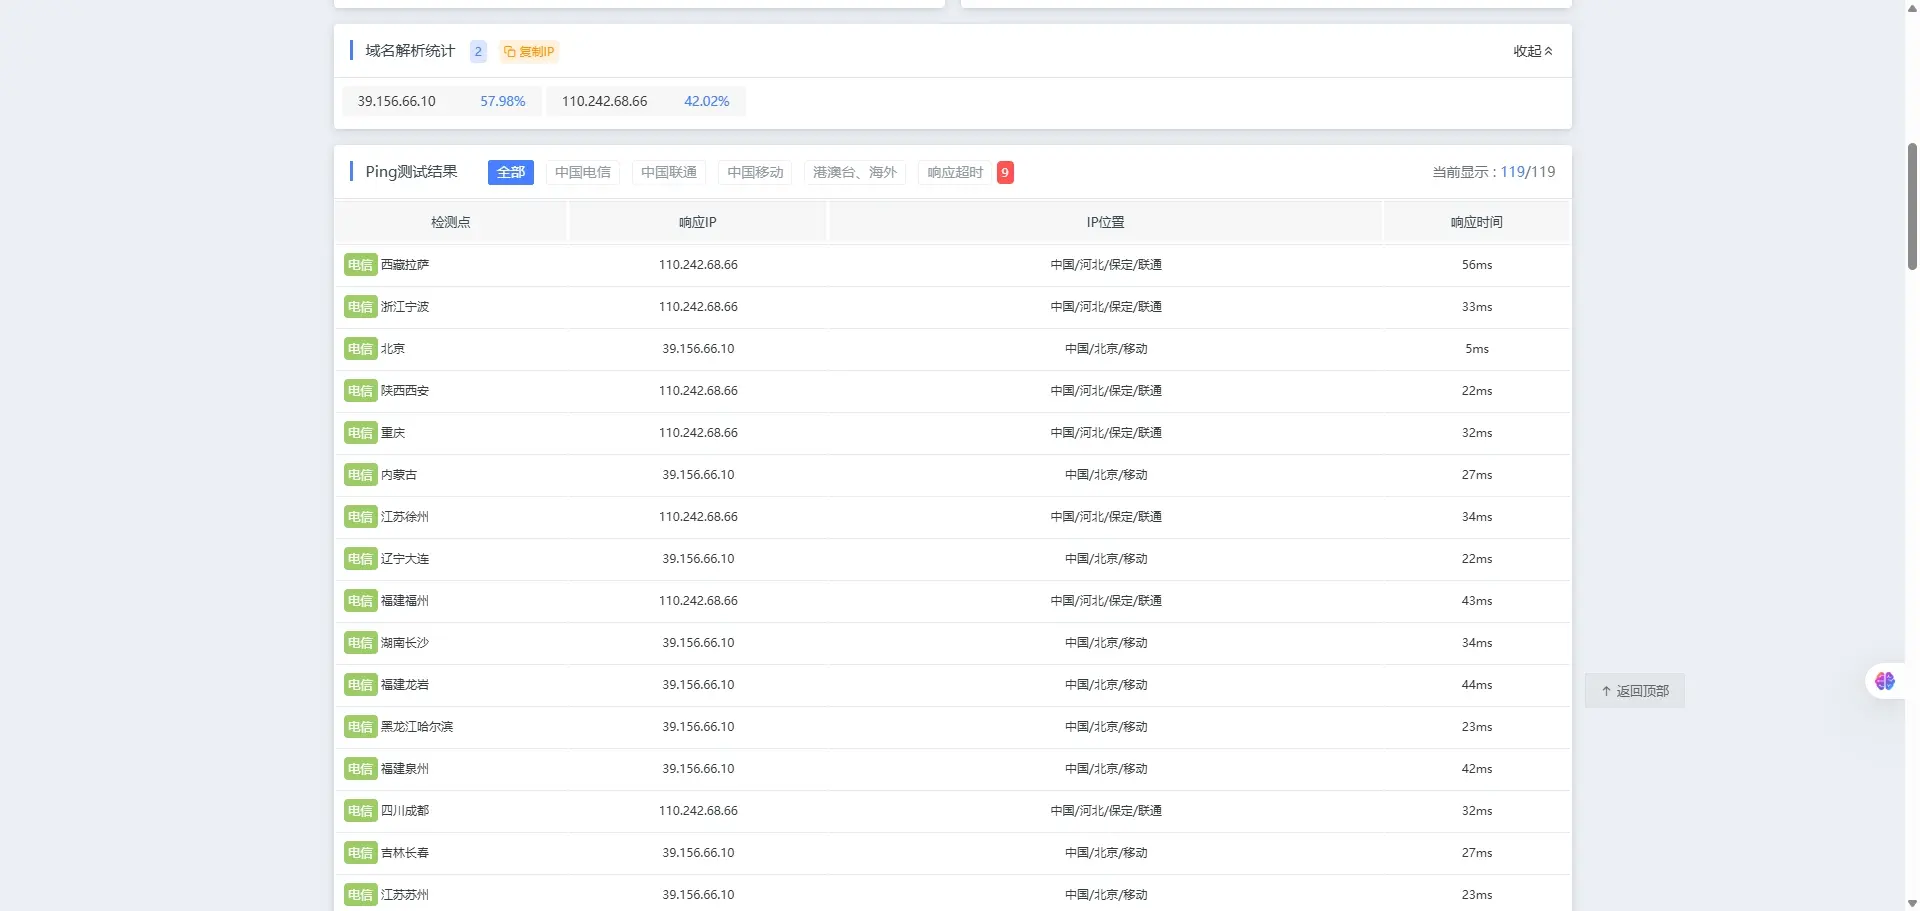 域名解析统计 2 复制IP 收起
39.156.66.10 57.98% 110.242.68.66 42.02%
Ping测试结果 全部 中国电信 中国联通 中国移动 港澳台、海外 响应超时 9 当前显示 : 119/119
检测点 响应IP IP位置 响应时间
电信 西藏拉萨 110.242.68.66 中国/河北/保定/联通 56ms
电信 浙江宁波 110.242.68.66 中国/河北/保定/联通 33ms
电信 北京 39.156.66.10 中国/北京/移动 5ms
电信 陕西西安 110.242.68.66 中国/河北/保定/联通 22ms
电信 重庆 110.242.68.66 中国/河北/保定/联通 32ms
电信 内蒙古 39.156.66.10 中国/北京/移动 27ms
电信 江苏徐州 110.242.68.66 中国/河北/保定/联通 34ms
电信 辽宁大连 39.156.66.10 中国/北京/移动 22ms
电信 福建福州 110.242.68.66 中国/河北/保定/联通 43ms
电信 湖南长沙 39.156.66.10 中国/北京/移动 34ms
电信 福建龙岩 39.156.66.10 中国/北京/移动 44ms
↑ 返回顶部
电信 黑龙江哈尔滨 39.156.66.10 中国/北京/移动 23ms
电信 福建泉州 39.156.66.10 中国/北京/移动 42ms
电信 四川成都 110.242.68.66 中国/河北/保定/联通 32ms
电信 吉林长春 39.156.66.10 中国/北京/移动 27ms
电信 江苏苏州 39.156.66.10 中国/北京/移动 23ms